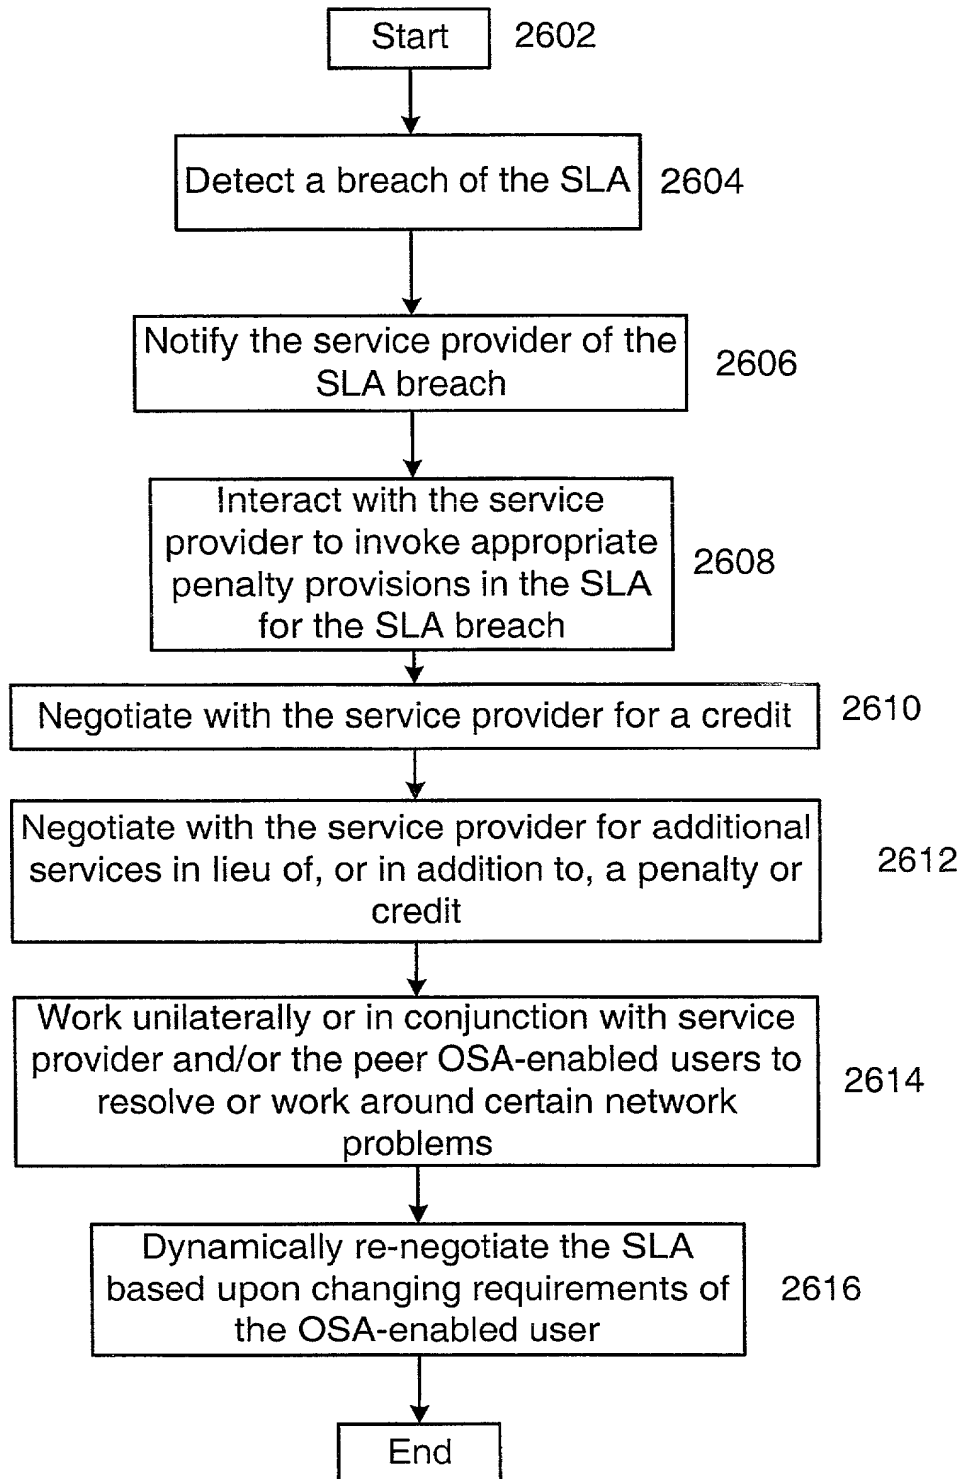 Start 2602
Detect a breach of the SLA 2604
Notify the service provider of the
SLA breach
2606
Interact with the service
provider to invoke appropriate
penalty provisions in the SLA
for the SLA breach
2608
Negotiate with the service provider for a credit 2610
Negotiate with the service provider for additional
services in lieu of, or in addition to, a penalty or
credit
2612
Work unilaterally or in conjunction with service
provider and/or the peer OSA-enabled users to
resolve or work around certain network
problems
2614
Dynamically re-negotiate the SLA
based upon changing requirements of
the OSA-enabled user
2616
End